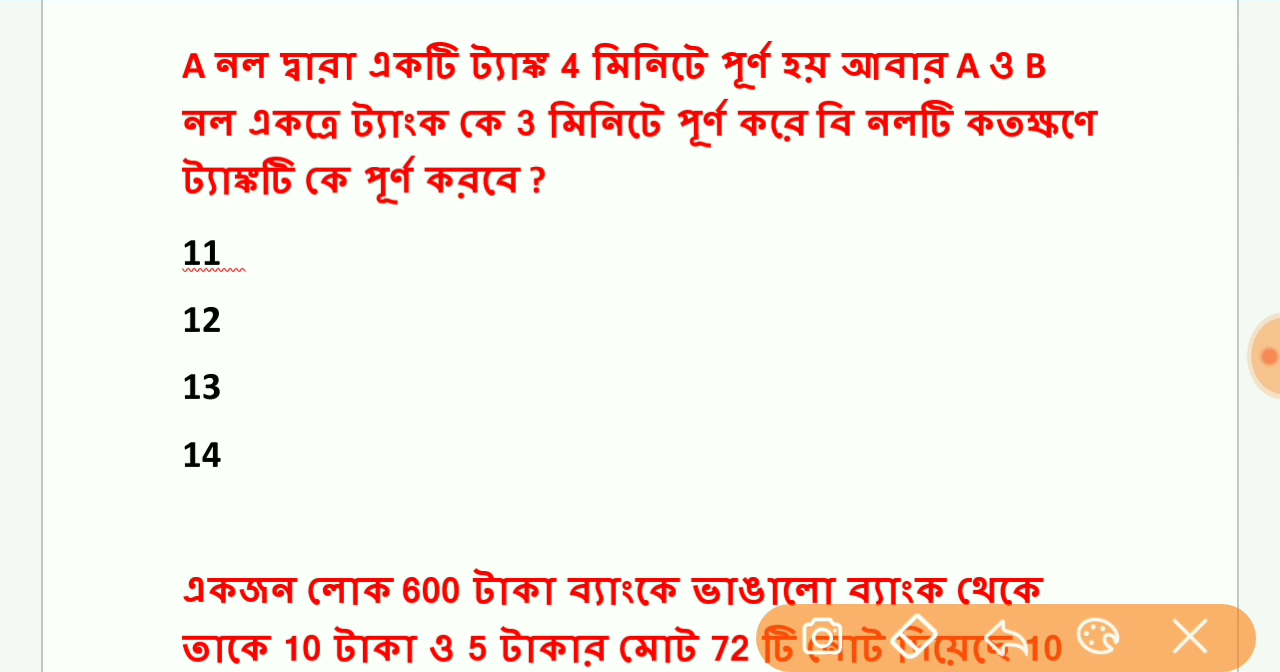 A নল দ্বারা একটি ট্যাঙ্ক 4 মিনিটে পূর্ণ হয় আবার A ও B
নল একত্রে ট্যাংক কে 3 মিনিটে পূর্ণ করে বি নলটি কতক্ষণে
ট্যাঙ্কটি কে পূর্ণ করবে ?
11
12
13
14
একজন লোক 600 টাকা ব্যাংকে ভাঙালো ব্যাংক থেকে
তাকে 10 টাকা ও 5 টাকার মোট 72 টি 10